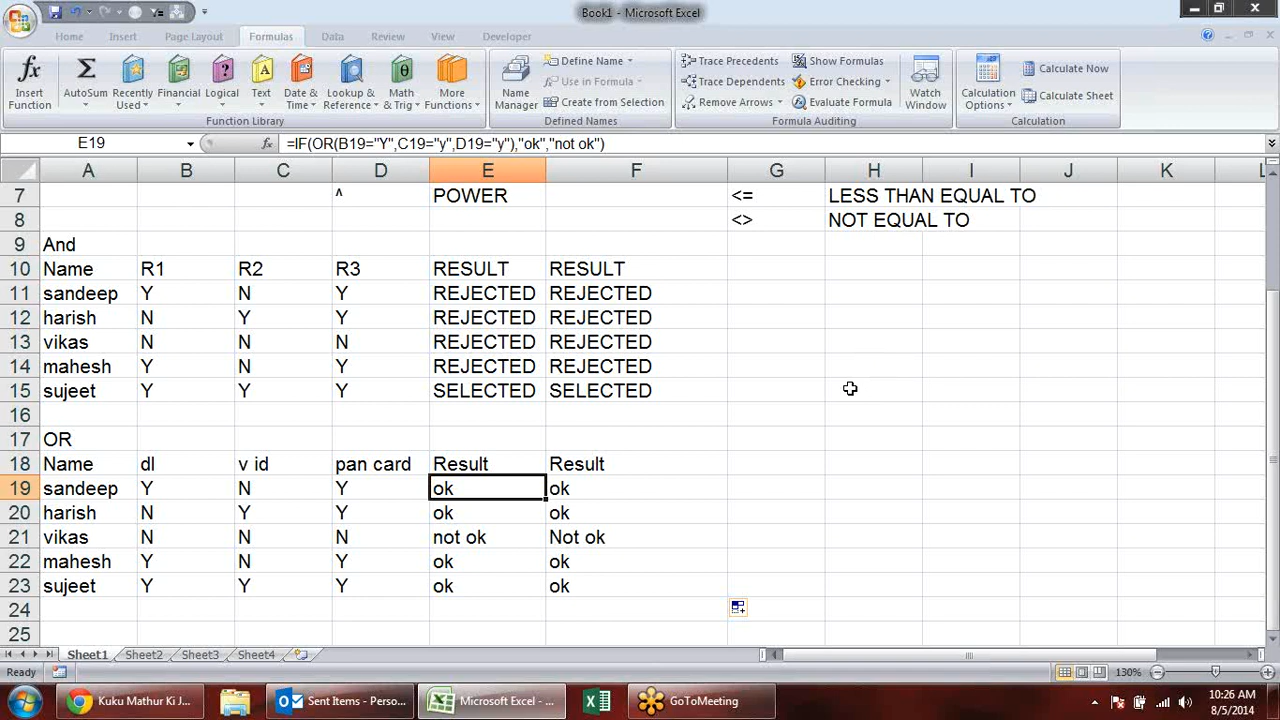 Book1 - Microsoft Excel
Home Insert Page Layout Formulas Data Review View Developer
Insert Function
AutoSum
Recently Used
Financial
Logical
Text
Date & Time
Lookup & Reference
Math & Trig
More Functions
Function Library
Name Manager
Define Name
Use in Formula
Create from Selection
Defined Names
Trace Precedents
Trace Dependents
Remove Arrows
Show Formulas
Error Checking
Evaluate Formula
Formula Auditing
Watch Window
Calculation Options
Calculate Now
Calculate Sheet
Calculation
E19 fx =IF(OR(B19="Y",C19="y",D19="y"),"ok","not ok")
A B C D E F G H I J K L
7 ^ POWER <= LESS THAN EQUAL TO
8 <> NOT EQUAL TO
9 And
10 Name R1 R2 R3 RESULT RESULT
11 sandeep Y N Y REJECTED REJECTED
12 harish N Y Y REJECTED REJECTED
13 vikas N N N REJECTED REJECTED
14 mahesh Y N Y REJECTED REJECTED
15 sujeet Y Y Y SELECTED SELECTED
16
17 OR
18 Name dl v id pan card Result Result
19 sandeep Y N Y ok ok
20 harish N Y Y ok ok
21 vikas N N N not ok Not ok
22 mahesh Y N Y ok ok
23 sujeet Y Y Y ok ok
24
25
Sheet1 Sheet2 Sheet3 Sheet4
Ready 130%
Kuku Mathur Ki J... Sent Items - Perso... Microsoft Excel - ... GoToMeeting
10:26 AM
8/5/2014